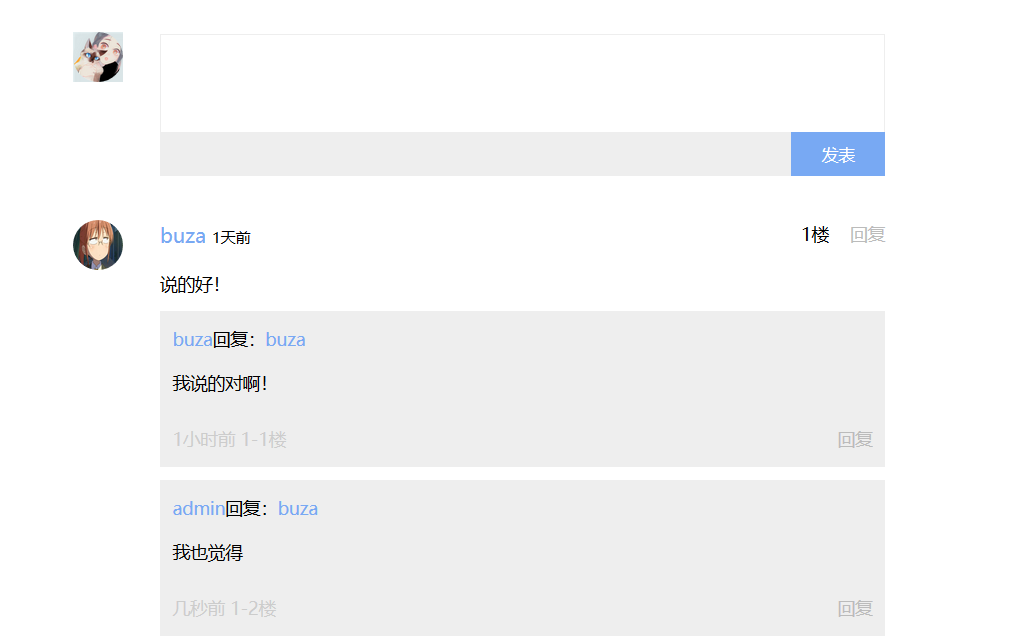 发表
buza 1天前 1楼 回复
说的好！
buza回复：buza
我说的对啊！
1小时前 1-1楼 回复
admin回复：buza
我也觉得
几秒前 1-2楼 回复